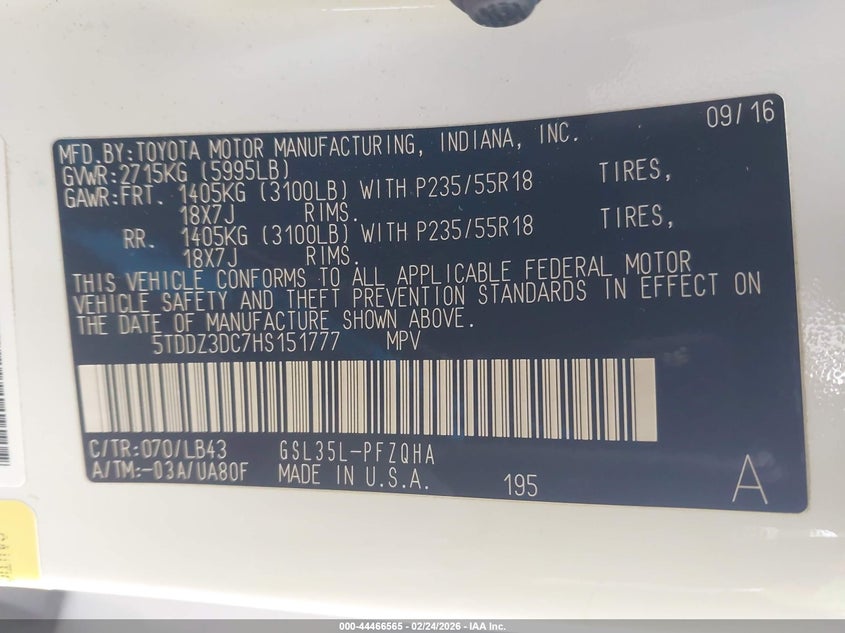 09/16
MFD.BY:TOYOTA MOTOR MANUFACTURING, INDIANA, INC.
GVWR:2715KG (5995LB)
GAWR:FRT. 1405KG (3100LB) WITH P235/55R18 TIRES,
18X7J RIMS.
RR. 1405KG (3100LB) WITH P235/55R18 TIRES,
18X7J RIMS.
THIS VEHICLE CONFORMS TO ALL APPLICABLE FEDERAL MOTOR
VEHICLE SAFETY AND THEFT PREVENTION STANDARDS IN EFFECT ON
THE DATE OF MANUFACTURE SHOWN ABOVE.
5TDDZ3DC7HS151777 MPV
C/TR:070/LB43 GSL35L-PFZQHA
A/TM:-03A/UA80F MADE IN U.S.A. 195 A
000-44466565 - 02/24/2026 - IAA Inc.